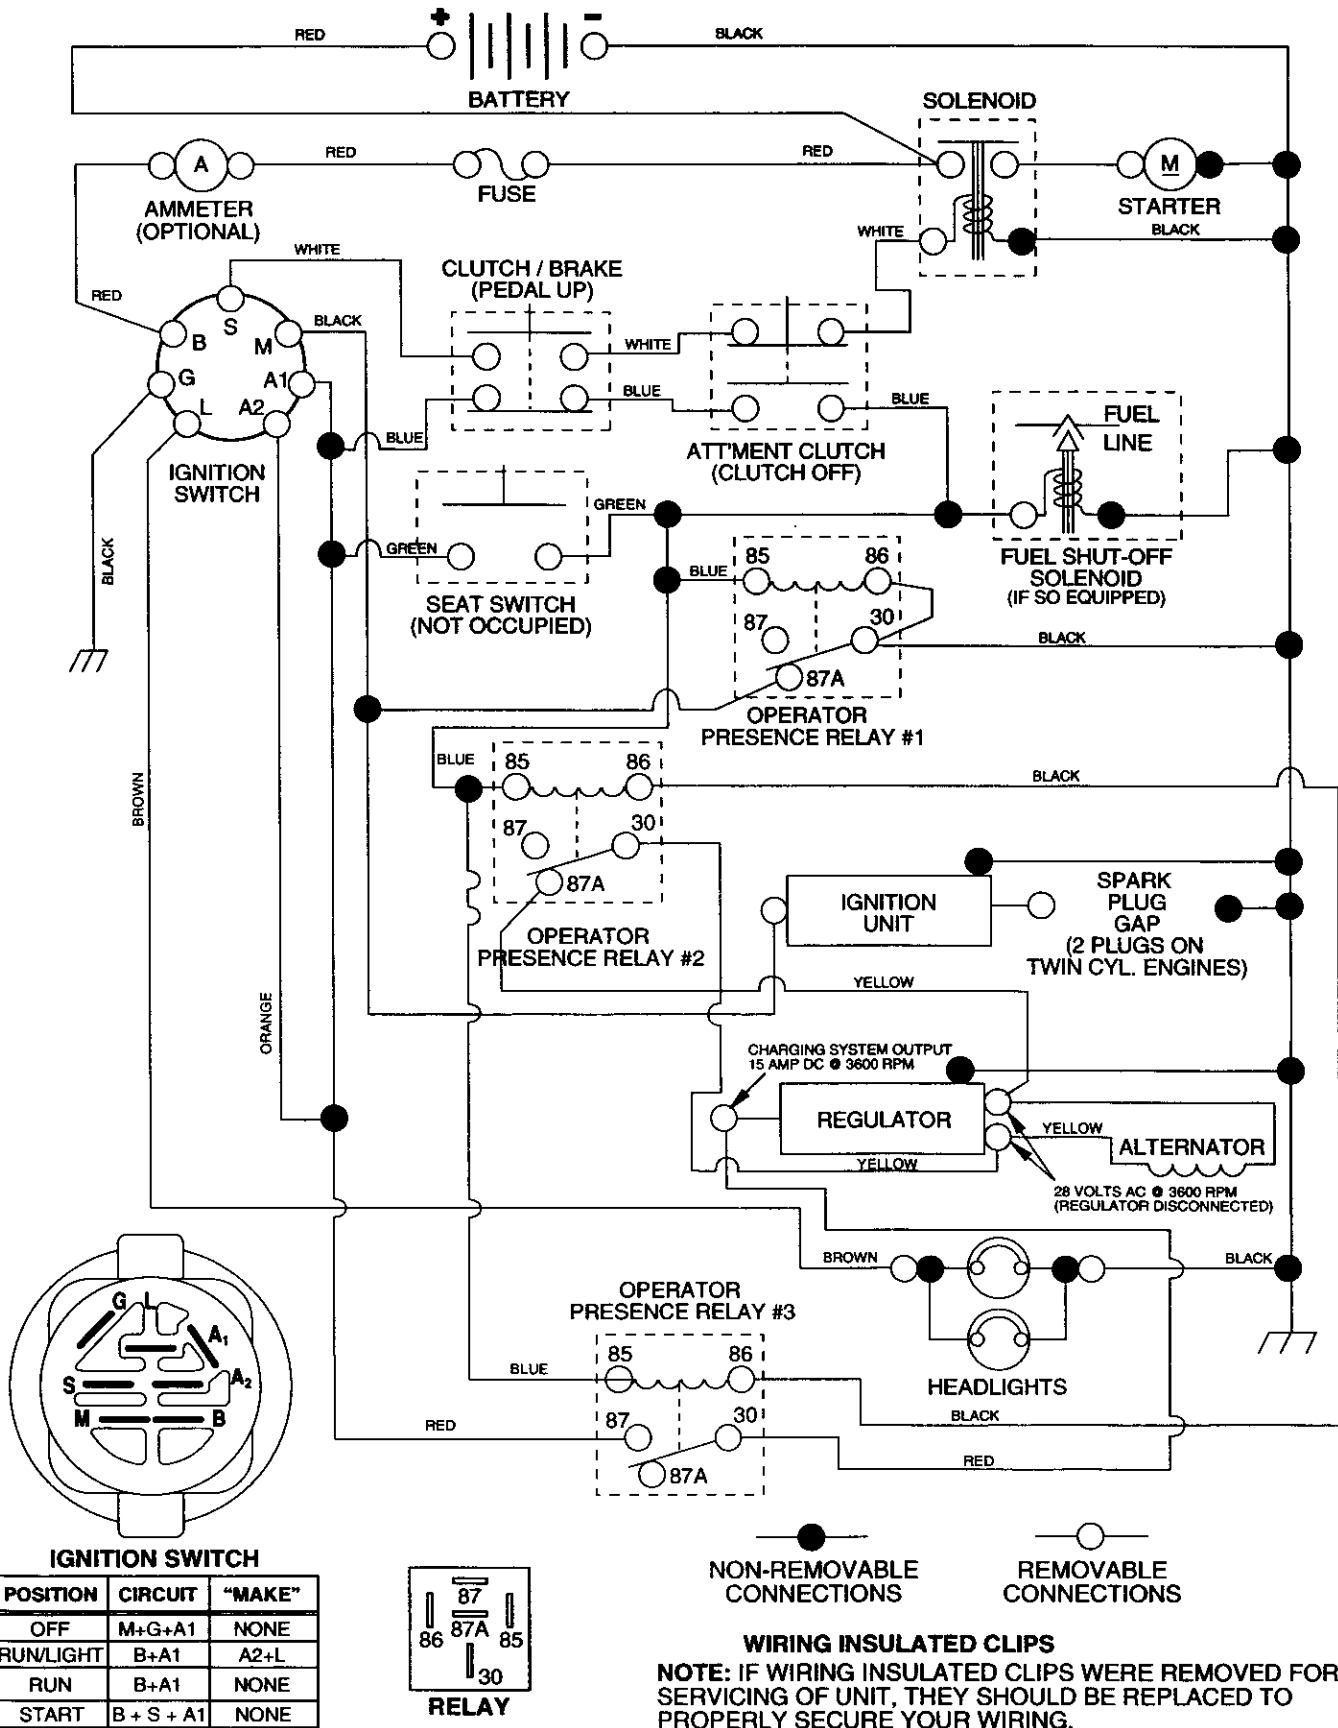 + -
RED
BLACK
BATTERY
SOLENOID
A
RED
RED
M
FUSE
AMMETER
(OPTIONAL)
STARTER
WHITE
BLACK
WHITE
CLUTCH / BRAKE
(PEDAL UP)
RED
S
BLACK
B
M
WHITE
G
A1
L
A2
BLUE
BLUE
BLUE
FUEL
LINE
IGNITION
SWITCH
ATT'MENT CLUTCH
(CLUTCH OFF)
GREEN
GREEN
BLACK
85
86
BLUE
FUEL SHUT-OFF
SOLENOID
(IF SO EQUIPPED)
SEAT SWITCH
(NOT OCCUPIED)
87
30
BLACK
87A
OPERATOR
PRESENCE RELAY #1
BLUE
85
86
BLACK
BROWN
87
30
87A
IGNITION
UNIT
SPARK
PLUG
GAP
(2 PLUGS ON
TWIN CYL. ENGINES)
OPERATOR
PRESENCE RELAY #2
YELLOW
ORANGE
CHARGING SYSTEM OUTPUT
15 AMP DC @ 3600 RPM
REGULATOR
YELLOW
ALTERNATOR
YELLOW
28 VOLTS AC @ 3600 RPM
(REGULATOR DISCONNECTED)
BROWN
BLACK
OPERATOR
PRESENCE RELAY #3
G L
A1
S
A2
M
B
85
86
BLUE
HEADLIGHTS
BLACK
RED
87
30
87A
RED
IGNITION SWITCH
POSITION CIRCUIT "MAKE"
OFF M+G+A1 NONE
RUN/LIGHT B+A1 A2+L
RUN B+A1 NONE
START B + S + A1 NONE
87
87A
86
85
30
RELAY
NON-REMOVABLE
CONNECTIONS
REMOVABLE
CONNECTIONS
WIRING INSULATED CLIPS
NOTE: IF WIRING INSULATED CLIPS WERE REMOVED FOR
SERVICING OF UNIT, THEY SHOULD BE REPLACED TO
PROPERLY SECURE YOUR WIRING.